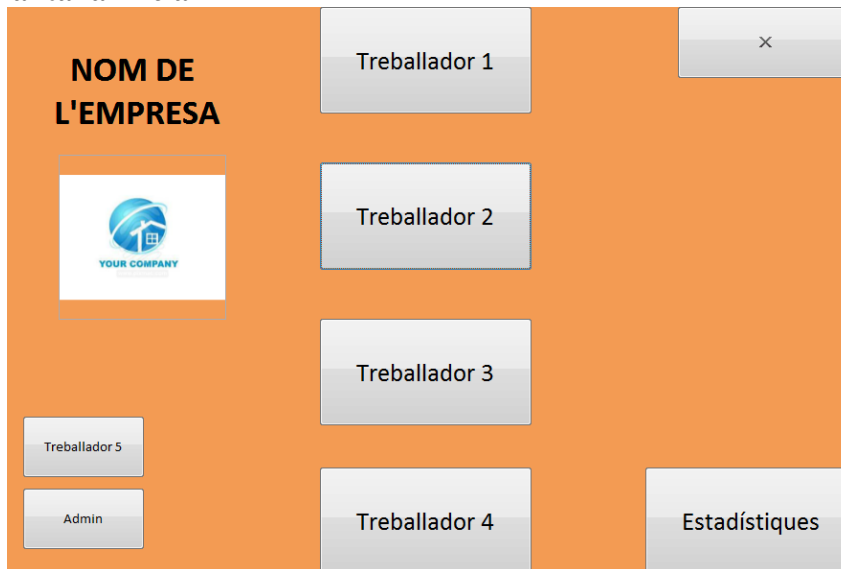 NOM DE
L'EMPRESA
YOUR COMPANY
Treballador 1
Treballador 2
Treballador 3
Treballador 4
Treballador 5
Admin
×
Estadístiques